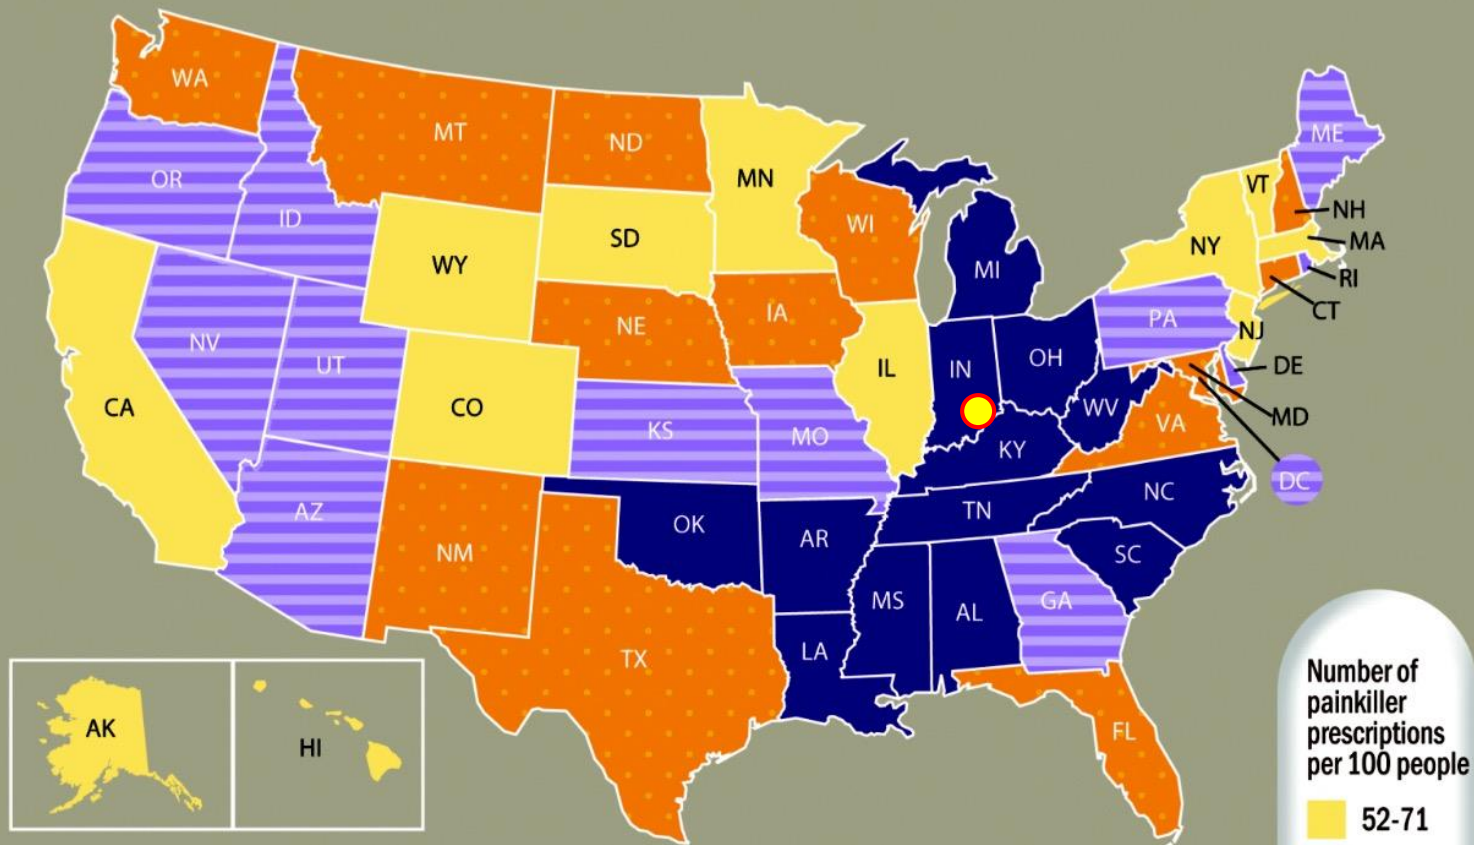 WA
MT
ND
MN
ME
OR
ID
WI
VT
NH
WY
SD
NY
MA
MI
RI
IA
CT
NE
PA
NJ
NV
UT
IL
IN
OH
DE
CA
CO
WV
MD
KS
MO
VA
KY
DC
AZ
NC
TN
OK
AR
NM
SC
MS
AL
GA
LA
TX
AK
HI
FL
Number of
painkiller
prescriptions
per 100 people
52-71